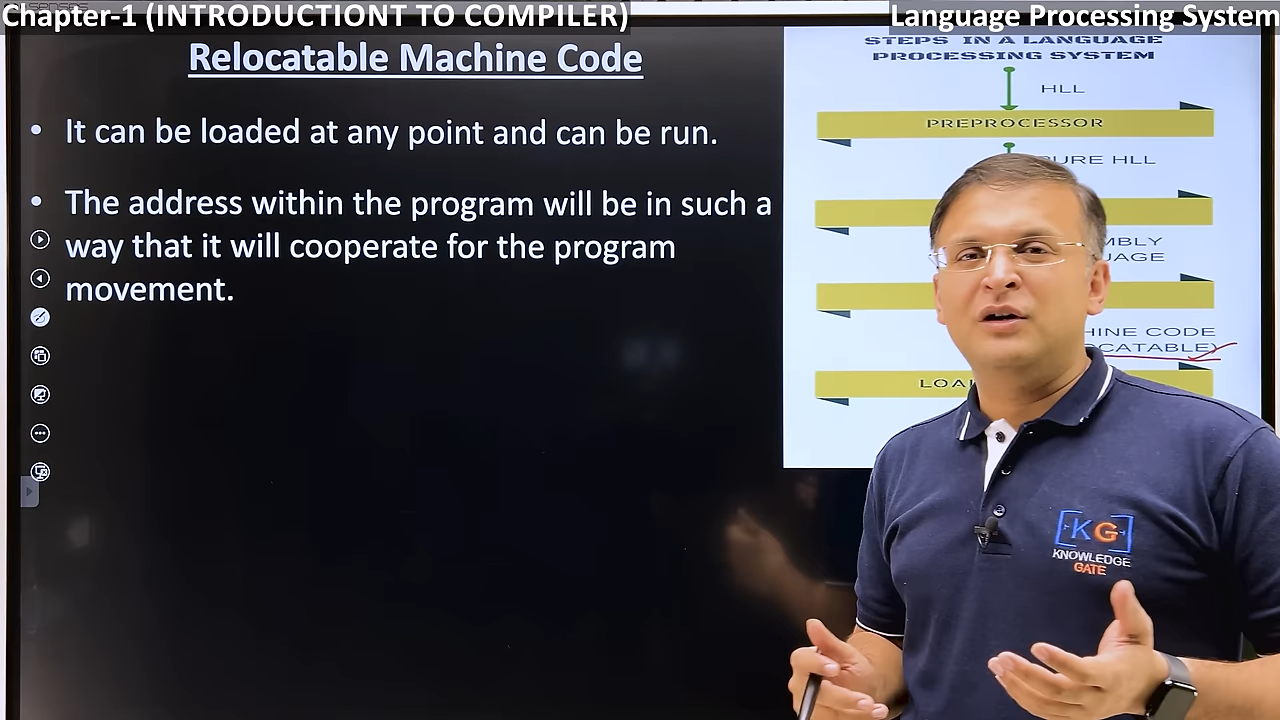 Chapter-1 (INTRODUCTIONT TO COMPILER)
Language Processing System
Relocatable Machine Code
• It can be loaded at any point and can be run.
• The address within the program will be in such a
way that it will cooperate for the program
movement.
STEPS IN A LANGUAGE
PROCESSING SYSTEM
HLL
PREPROCESSOR
HLL
CODE
KG
KNOWLEDGE
GATE